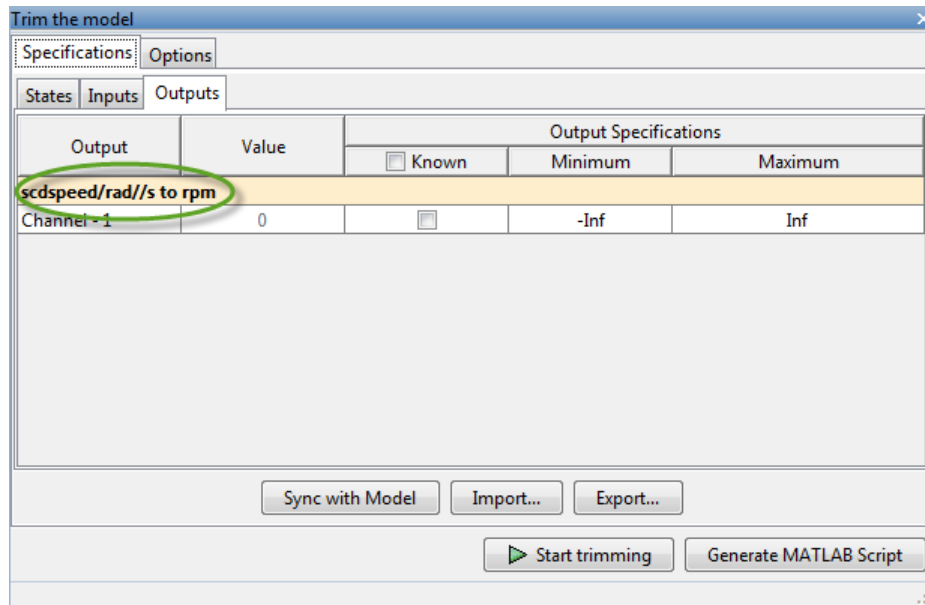 Trim the model
Specifications Options
States Inputs Outputs
Output Value Output Specifications
Known Minimum Maximum
scdspeed/rad//s to rpm
Channel - 1 0 -Inf Inf
Sync with Model Import... Export...
Start trimming Generate MATLAB Script